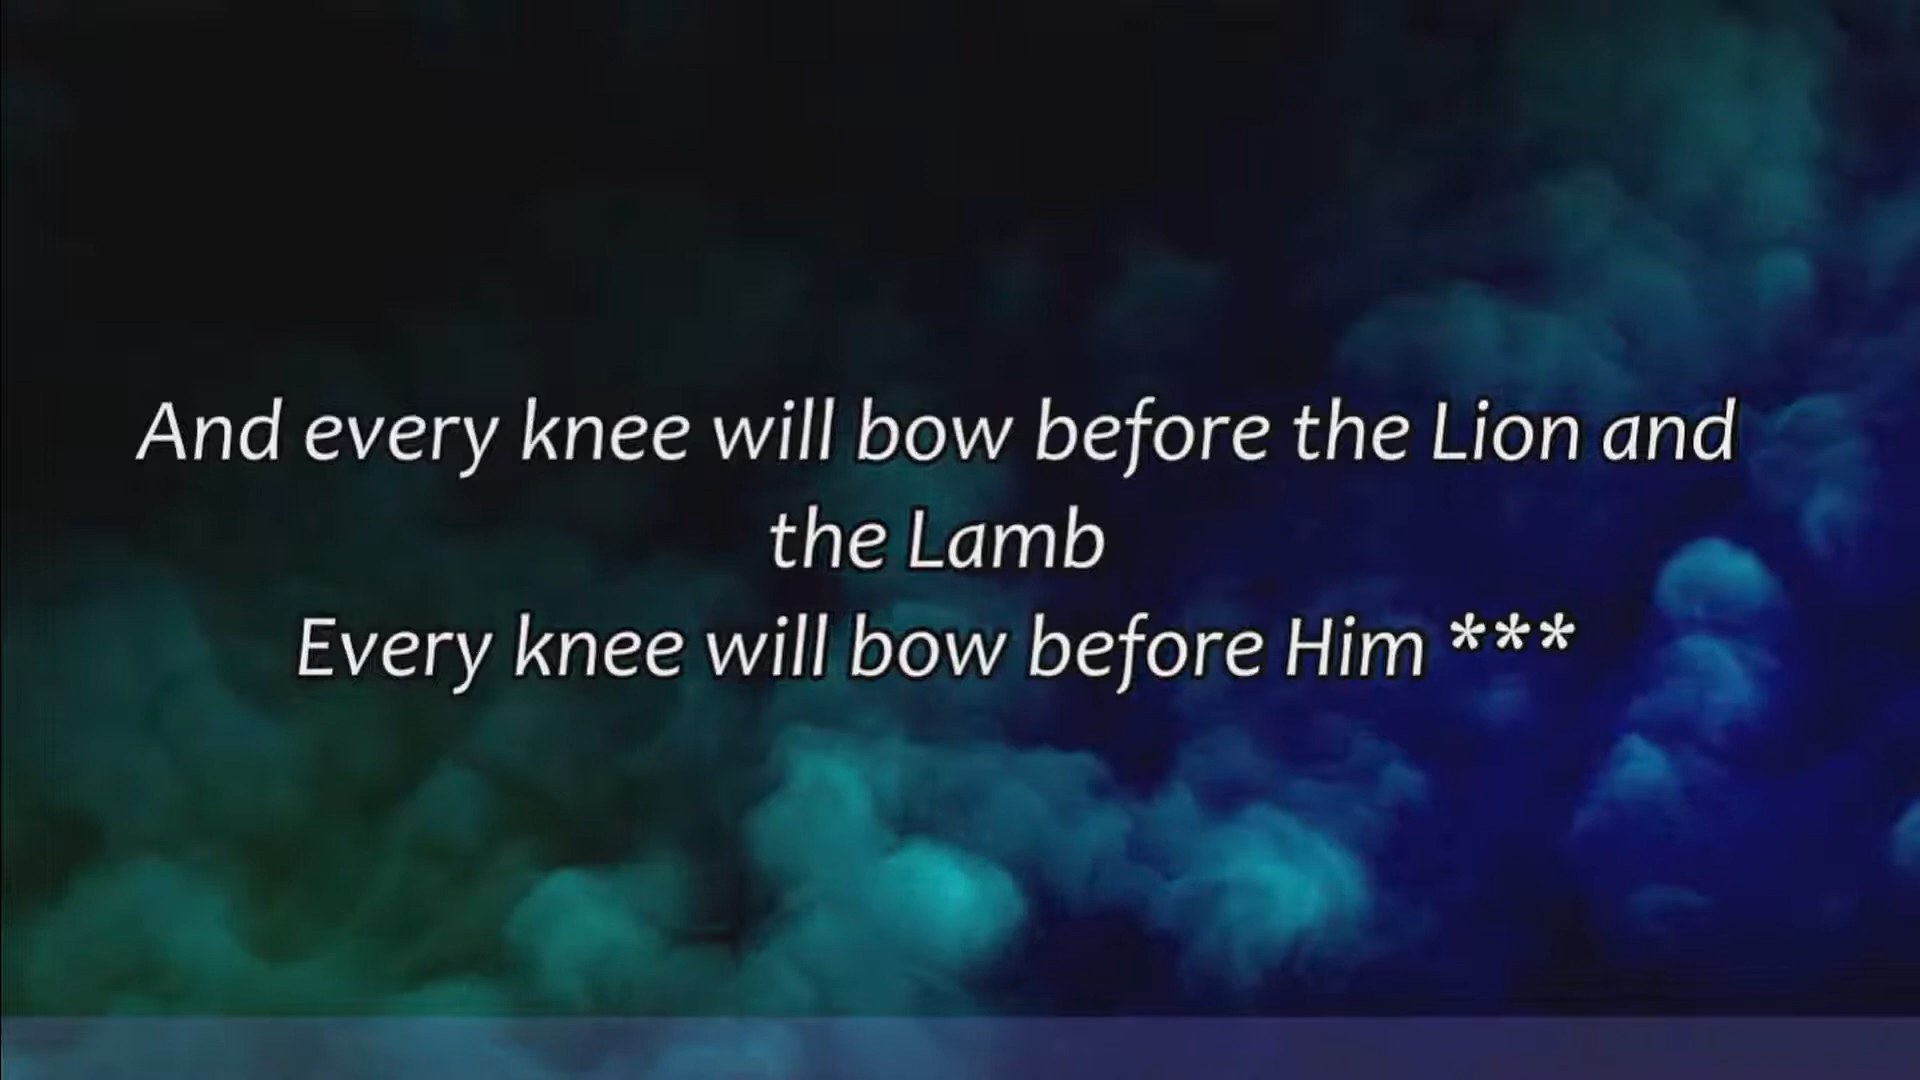 And every knee will bow before the Lion and
the Lamb
Every knee will bow before Him ***